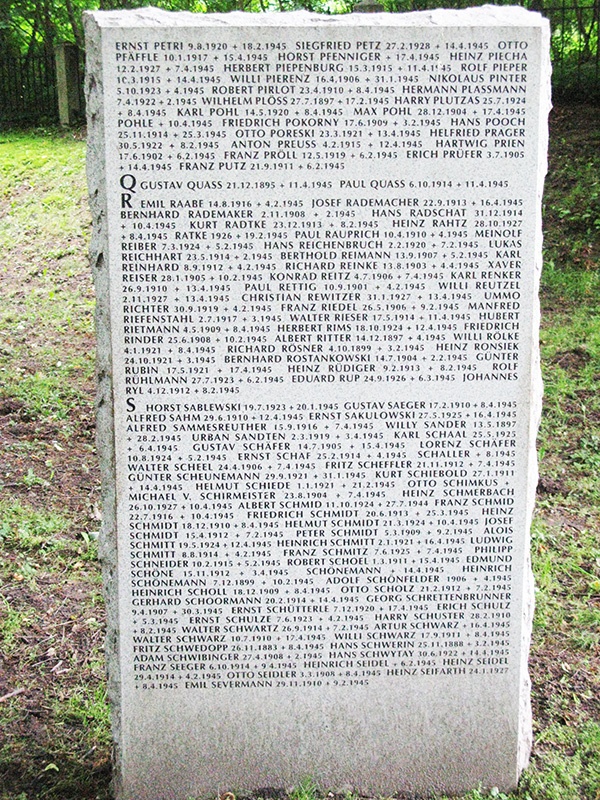 ERNST PETRI 9.8.1920 + 18.2.1945 SIEGFRIED PETZ 27.2.1928 + 14.4.1945 OTTO
PFÄFFLE 10.1.1917 + 15.4.1945 HORST PFENNIGER + 17.4.1945 HEINZ PIECHA
12.2.1927 + 7.4.1945 HERBERT PIEPENBURG 15.3.1915 + 11.4.1145 ROLF PIEPER
1C.3.1915 + 14.4.1945 WILLI PIERENZ 16.4.1906 + 31.1.1945 NIKOLAUS PINTER
5.10.1923 + 4.1945 ROBERT PIRLOT 23.4.1910 + 8.4.1945 HERMANN PLASSMANN
7.4.1922 + 2.1945 WILHELM PLÖSS 27.7.1897 + 17.2.1945 HARRY PLUTZAS 25.7.1924
+ 8.4.1945 KARL POHL 14.5.1920 + 8.4.1945 MAX POHL 28.12.1904 + 17.4.1945
POHLE + 10.4.1945 FRIEDRICH POKORNY 17.6.1909 + 3.2.1945 HANS POOCH
25.11.1914 + 25.3.1945 OTTO PORESKI 23.3.1921 + 13.4.1945 HELFRIED PRAGER
30.5.1922 + 8.2.1945 ANTON PREUSS 4.2.1915 + 12.4.1945 HARTWIG PRIEN
17.6.1902 + 6.2.1945 FRANZ PRÖLL 12.5.1919 + 6.2.1945 ERICH PRÜFER 3.7.1905
+ 14.4.1945 FRANZ PUTZ 21.9.1911 + 6.2.1945
Q GUSTAV QUASS 21.12.1895 + 11.4.1945 PAUL QUASS 6.10.1914 + 11.4.1945
R EMIL RAABE 14.8.1916 + 4.2.1945 JOSEF RADEMACHER 22.9.1913 + 16.4.1945
BERNHARD RADEMAKER 2.11.1908 + 2.1945 HANS RADSCHAT 31.12.1914
+ 10.4.1945 KURT RADTKE 23.12.1913 + 8.2.1945 HEINZ RAHTZ 28.10.1927
+ 8.4.1945 RATKE 1926 + 19.2.1945 PAUL RAUPRICH 10.4.1910 + 4.1945 MEINOLF
REIBER 7.3.1924 + 5.2.1945 HANS REICHENBRUCH 2.2.1920 + 7.2.1945 LUKAS
REICHHART 23.5.1914 + 2.1945 BERTHOLD REIMANN 13.9.1907 + 5.2.1945 KARL
REINHARD 8.9.1912 + 4.2.1945 RICHARD REINKE 13.8.1903 + 4.4.1945 XAVER
REISER 28.1.1905 + 10.2.1945 KONRAD REITZ 4.7.1906 + 7.4.1945 KARL RENKER
26.9.1910 + 13.4.1945 PAUL RETTIG 10.9.1901 + 4.2.1945 WILLI REUTZEL
2.11.1927 + 13.4.1945 CHRISTIAN REWITZER 31.1.1927 + 13.4.1945 UMMO
RICHTER 30.9.1919 + 4.2.1945 FRANZ RIEDEL 26.5.1906 + 9.2.1945 MANFRED
RIEFENSTAHL 2.7.1917 + 3.1945 WALTER RIESER 17.5.1914 + 11.4.1945 HUBERT
RIETMANN 4.5.1909 + 8.4.1945 HERBERT RIMS 18.10.1924 + 12.4.1945 FRIEDRICH
RINDER 25.6.1908 + 10.2.1945 ALBERT RITTER 14.12.1897 + 4.1945 WILLI RÖLKE
4.1.1921 + 8.4.1945 RICHARD RÖSNER 4.10.1899 + 3.2.1945 HEINZ RONSIEK
24.10.1921 + 3.1945 BERNHARD ROSTANKOWSKI 14.7.1904 + 2.2.1945 GÜNTER
RUBIN 17.5.1921 + 17.4.1945 HEINZ RÜDIGER 9.2.1913 + 8.2.1945 ROLF
RÜHLMANN 27.7.1923 + 6.2.1945 EDUARD RUP 24.9.1926 + 6.3.1945 JOHANNES
RYL 4.12.1912 + 8.2.1945
S HORST SABLEWSKI 19.7.1923 + 20.1.1945 GUSTAV SAEGER 17.2.1910 + 8.4.1945
ALFRED SAHM 29.6.1910 + 12.4.1945 ERNST SAKULOWSKI 27.5.1925 + 16.4.1945
ALFRED SAMMESREUTHER 15.9.1916 + 7.4.1945 WILLY SANDER 13.5.1897
+ 28.2.1945 URBAN SANDTEN 2.3.1919 + 3.4.1945 KARL SCHAAL 25.5.1925
+ 6.4.1945 GUSTAV SCHÄFER 14.7.1905 + 15.4.1945 LORENZ SCHÄFER
10.8.1924 + 5.2.1945 ERNST SCHAF 25.2.1914 + 4.1945 SCHALLER + 8.1945
WALTER SCHEEL 24.4.1906 + 7.4.1945 FRITZ SCHEFFLER 21.11.1912 + 7.4.1945
GÜNTER SCHEUNEMANN 29.9.1921 + 31.1.1945 KURT SCHIEBOLD 27.1.1911
+ 14.4.1945 HELMUT SCHIEDE 1.1.1921 + 21.2.1945 OTTO SCHIMKUS +
MICHAEL V. SCHIRMEISTER 23.8.1904 + 7.4.1945 HEINZ SCHMERBACH
26.10.1927 + 10.4.1945 ALBERT SCHMID 11.10.1924 + 27.7.1944 FRANZ SCHMID
22.7.1916 + 10.4.1945 FRIEDRICH SCHMIDT 20.6.1913 + 25.3.1945 HEINZ
SCHMIDT 18.12.1910 + 8.4.1945 HELMUT SCHMIDT 21.3.1924 + 10.4.1945 JOSEF
SCHMIDT 15.4.1912 + 7.2.1945 PETER SCHMIDT 5.3.1909 + 9.2.1945 ALOIS
SCHMITT 19.5.1924 + 12.4.1945 HEINRICH SCHMITT 2.1.1921 + 16.4.1945 LUDWIG
SCHMITT 8.8.1914 + 4.2.1945 FRANZ SCHMITZ 7.6.1925 + 7.4.1945 PHILIPP
SCHNEIDER 10.2.1915 + 5.2.1945 ROBERT SCHOEL 1.3.1911 + 15.4.1945 EDMUND
SCHÖNE 15.11.1912 + 3.4.1945 SCHÖNEMANN + 14.4.1945 HEINRICH
SCHÖNEMANN 7.12.1899 + 10.2.1945 ADOLF SCHÖNFELDER 1906 + 4.1945
HEINRICH SCHOLL 18.12.1909 + 8.4.1945 OTTO SCHOLZ 21.2.1912 + 7.2.1945
GERHARD SCHOORMANN 20.2.1914 + 14.4.1945 GEORG SCHRETTENBRUNNER
9.4.1907 + 30.3.1945 ERNST SCHÜTTERLE 7.12.1920 + 17.4.1945 ERICH SCHULZ
+ 5.3.1945 ERNST SCHULZE 7.6.1923 + 4.2.1945 HARRY SCHUSTER 28.2.1910
+ 8.2.1945 WALTER SCHWARTZ 26.9.1914 + 7.2.1945 ARTUR SCHWARZ + 16.4.1945
WALTER SCHWARZ 10.7.1910 + 17.4.1945 WILLI SCHWARZ 17.9.1911 + 8.4.1945
FRITZ SCHWEDOPP 26.11.1883 + 8.4.1945 HANS SCHWERIN 25.11.1888 + 3.2.1945
ADAM SCHWIBINGER 27.4.1908 + 2.1945 HANS SCHWYTAY 30.6.1922 + 14.4.1945
FRANZ SEEGER 6.10.1914 + 9.4.1945 HEINRICH SEIDEL + 6.2.1945 HEINZ SEIDEL
29.4.1914 + 4.2.1945 OTTO SEIDLER 3.3.1908 + 8.4.1945 HEINZ SEIFARTH 24.1.1927
+ 8.4.1945 EMIL SEVERMANN 29.11.1910 + 9.2.1945